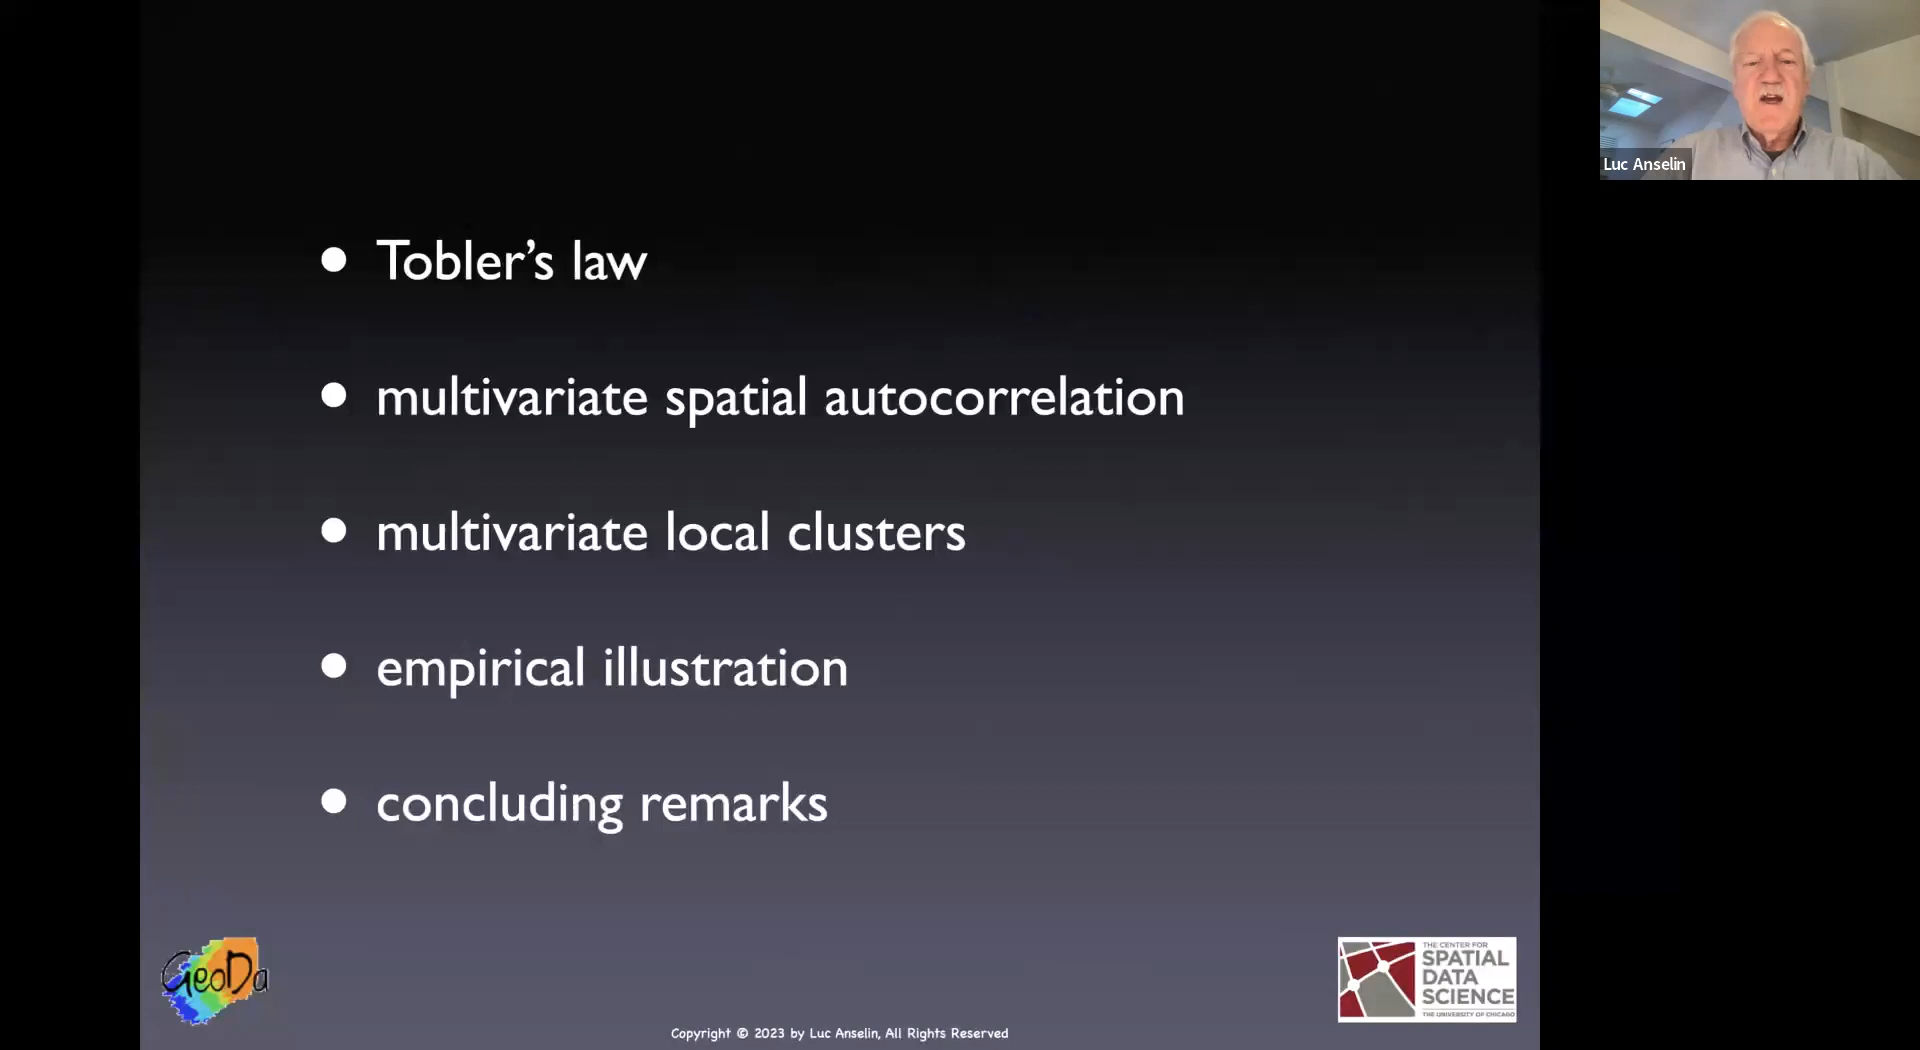 Luc Anselin
• Tobler’s law
• multivariate spatial autocorrelation
• multivariate local clusters
• empirical illustration
• concluding remarks
GeoDa
THE CENTER FOR
SPATIAL
DATA
SCIENCE
THE UNIVERSITY OF CHICAGO
Copyright © 2023 by Luc Anselin, All Rights Reserved